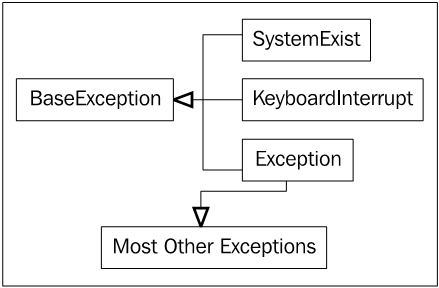 SystemExist
BaseException
KeyboardInterrupt
Exception
Most Other Exceptions